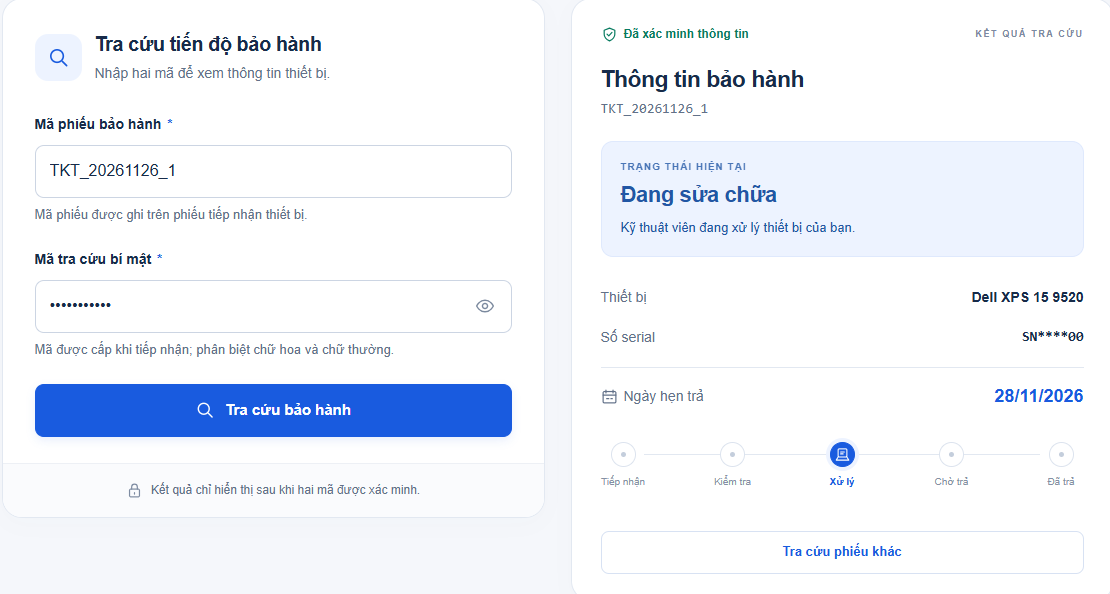 Tra cứu tiến độ bảo hành
Nhập hai mã để xem thông tin thiết bị.
Mã phiếu bảo hành *
TKT_20261126_1
Mã phiếu được ghi trên phiếu tiếp nhận thiết bị.
Mã tra cứu bí mật *
•••••••••••
Mã được cấp khi tiếp nhận; phân biệt chữ hoa và chữ thường.
Tra cứu bảo hành
Kết quả chỉ hiển thị sau khi hai mã được xác minh.
Đã xác minh thông tin
KẾT QUẢ TRA CỨU
Thông tin bảo hành
TKT_20261126_1
TRẠNG THÁI HIỆN TẠI
Đang sửa chữa
Kỹ thuật viên đang xử lý thiết bị của bạn.
Thiết bị
Dell XPS 15 9520
Số serial
SN****00
Ngày hẹn trả
28/11/2026
Tiếp nhận
Kiểm tra
Xử lý
Chờ trả
Đã trả
Tra cứu phiếu khác